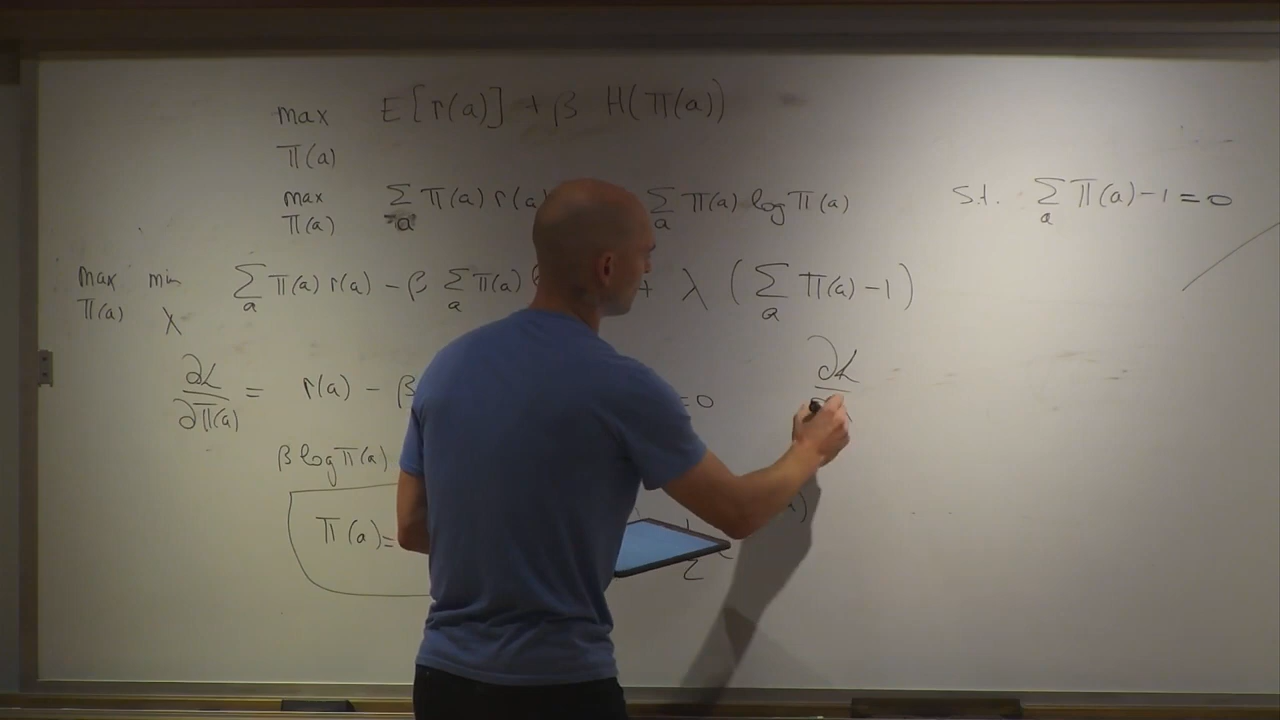 max E[r(a)] + β H(π(a))
π(a)
max Σ π(a) r(a) Σ π(a) log π(a) s.t. Σ π(a) - 1 = 0
π(a) a a a
max min Σ π(a) r(a) - β Σ π(a) + λ ( Σ π(a) - 1 )
π(a) λ a a a
∂L/∂π(a) = r(a) - β = 0 ∂L
β log π(a)
π(a) =